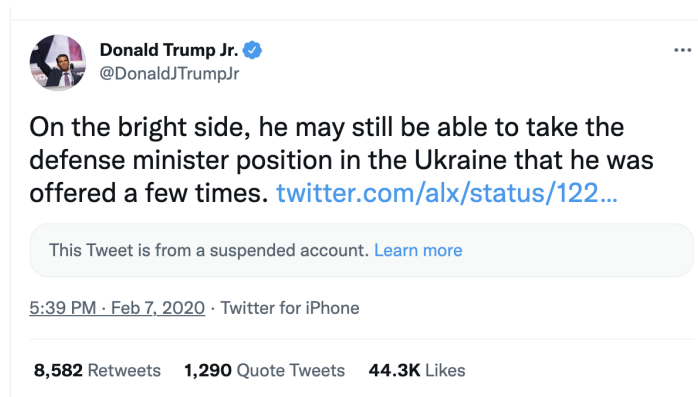 Donald Trump Jr.
@DonaldJTrumpJr
On the bright side, he may still be able to take the
defense minister position in the Ukraine that he was
offered a few times. twitter.com/alx/status/122...
This Tweet is from a suspended account. Learn more
5:39 PM · Feb 7, 2020 · Twitter for iPhone
8,582 Retweets 1,290 Quote Tweets 44.3K Likes